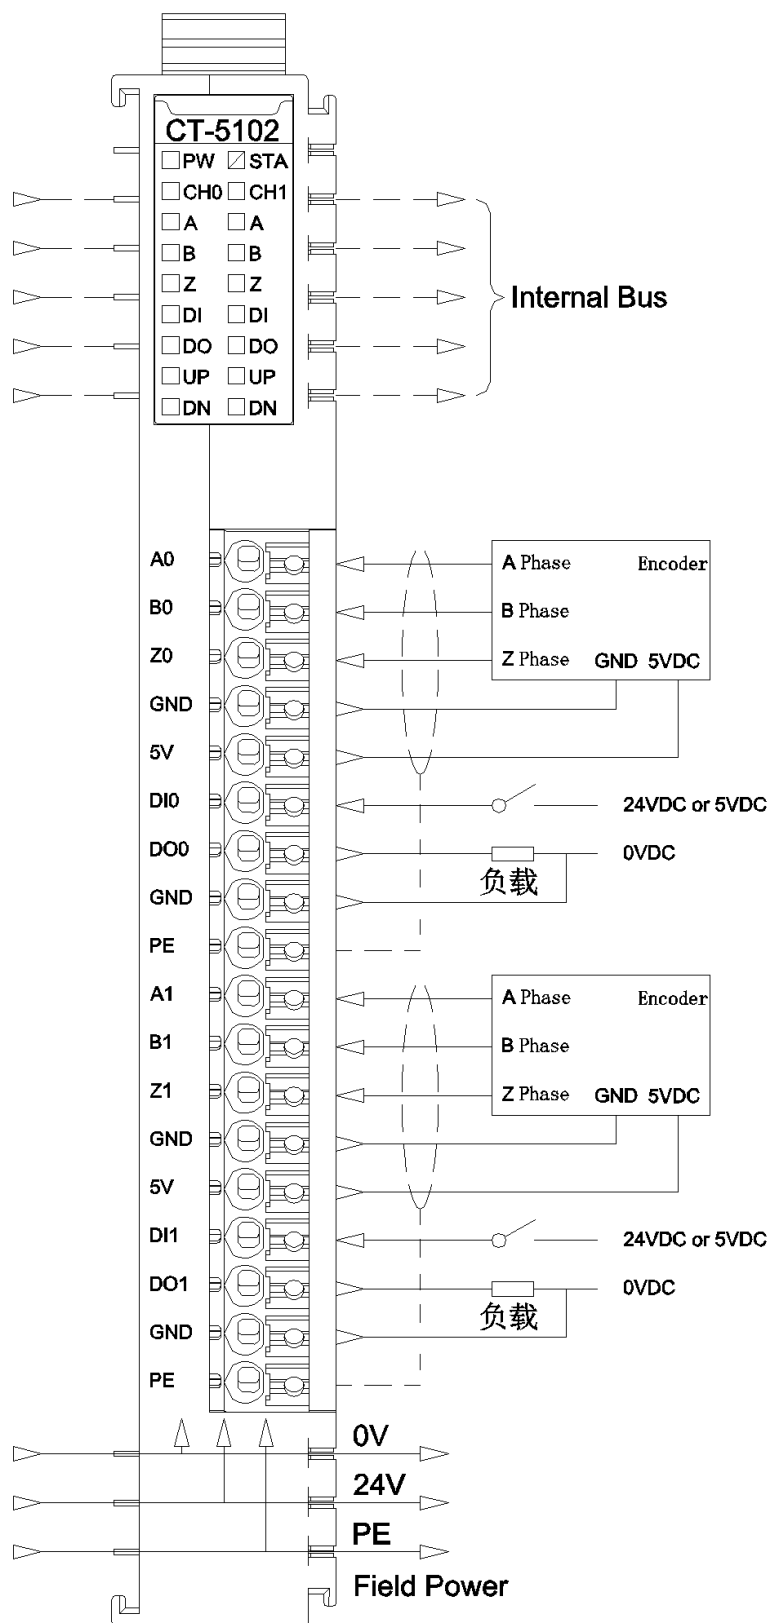 CT-5102
PW STA
CH0 CH1
A A
B B
Z Z
DI DI
DO DO
UP UP
DN DN
Internal Bus
A0
A Phase Encoder
B0
B Phase
Z0
Z Phase GND 5VDC
GND
5V
DI0
24VDC or 5VDC
DO0
0VDC
负载
GND
PE
A1
A Phase Encoder
B1
B Phase
Z1
Z Phase GND 5VDC
GND
5V
DI1
24VDC or 5VDC
DO1
0VDC
负载
GND
PE
0V
24V
PE
Field Power